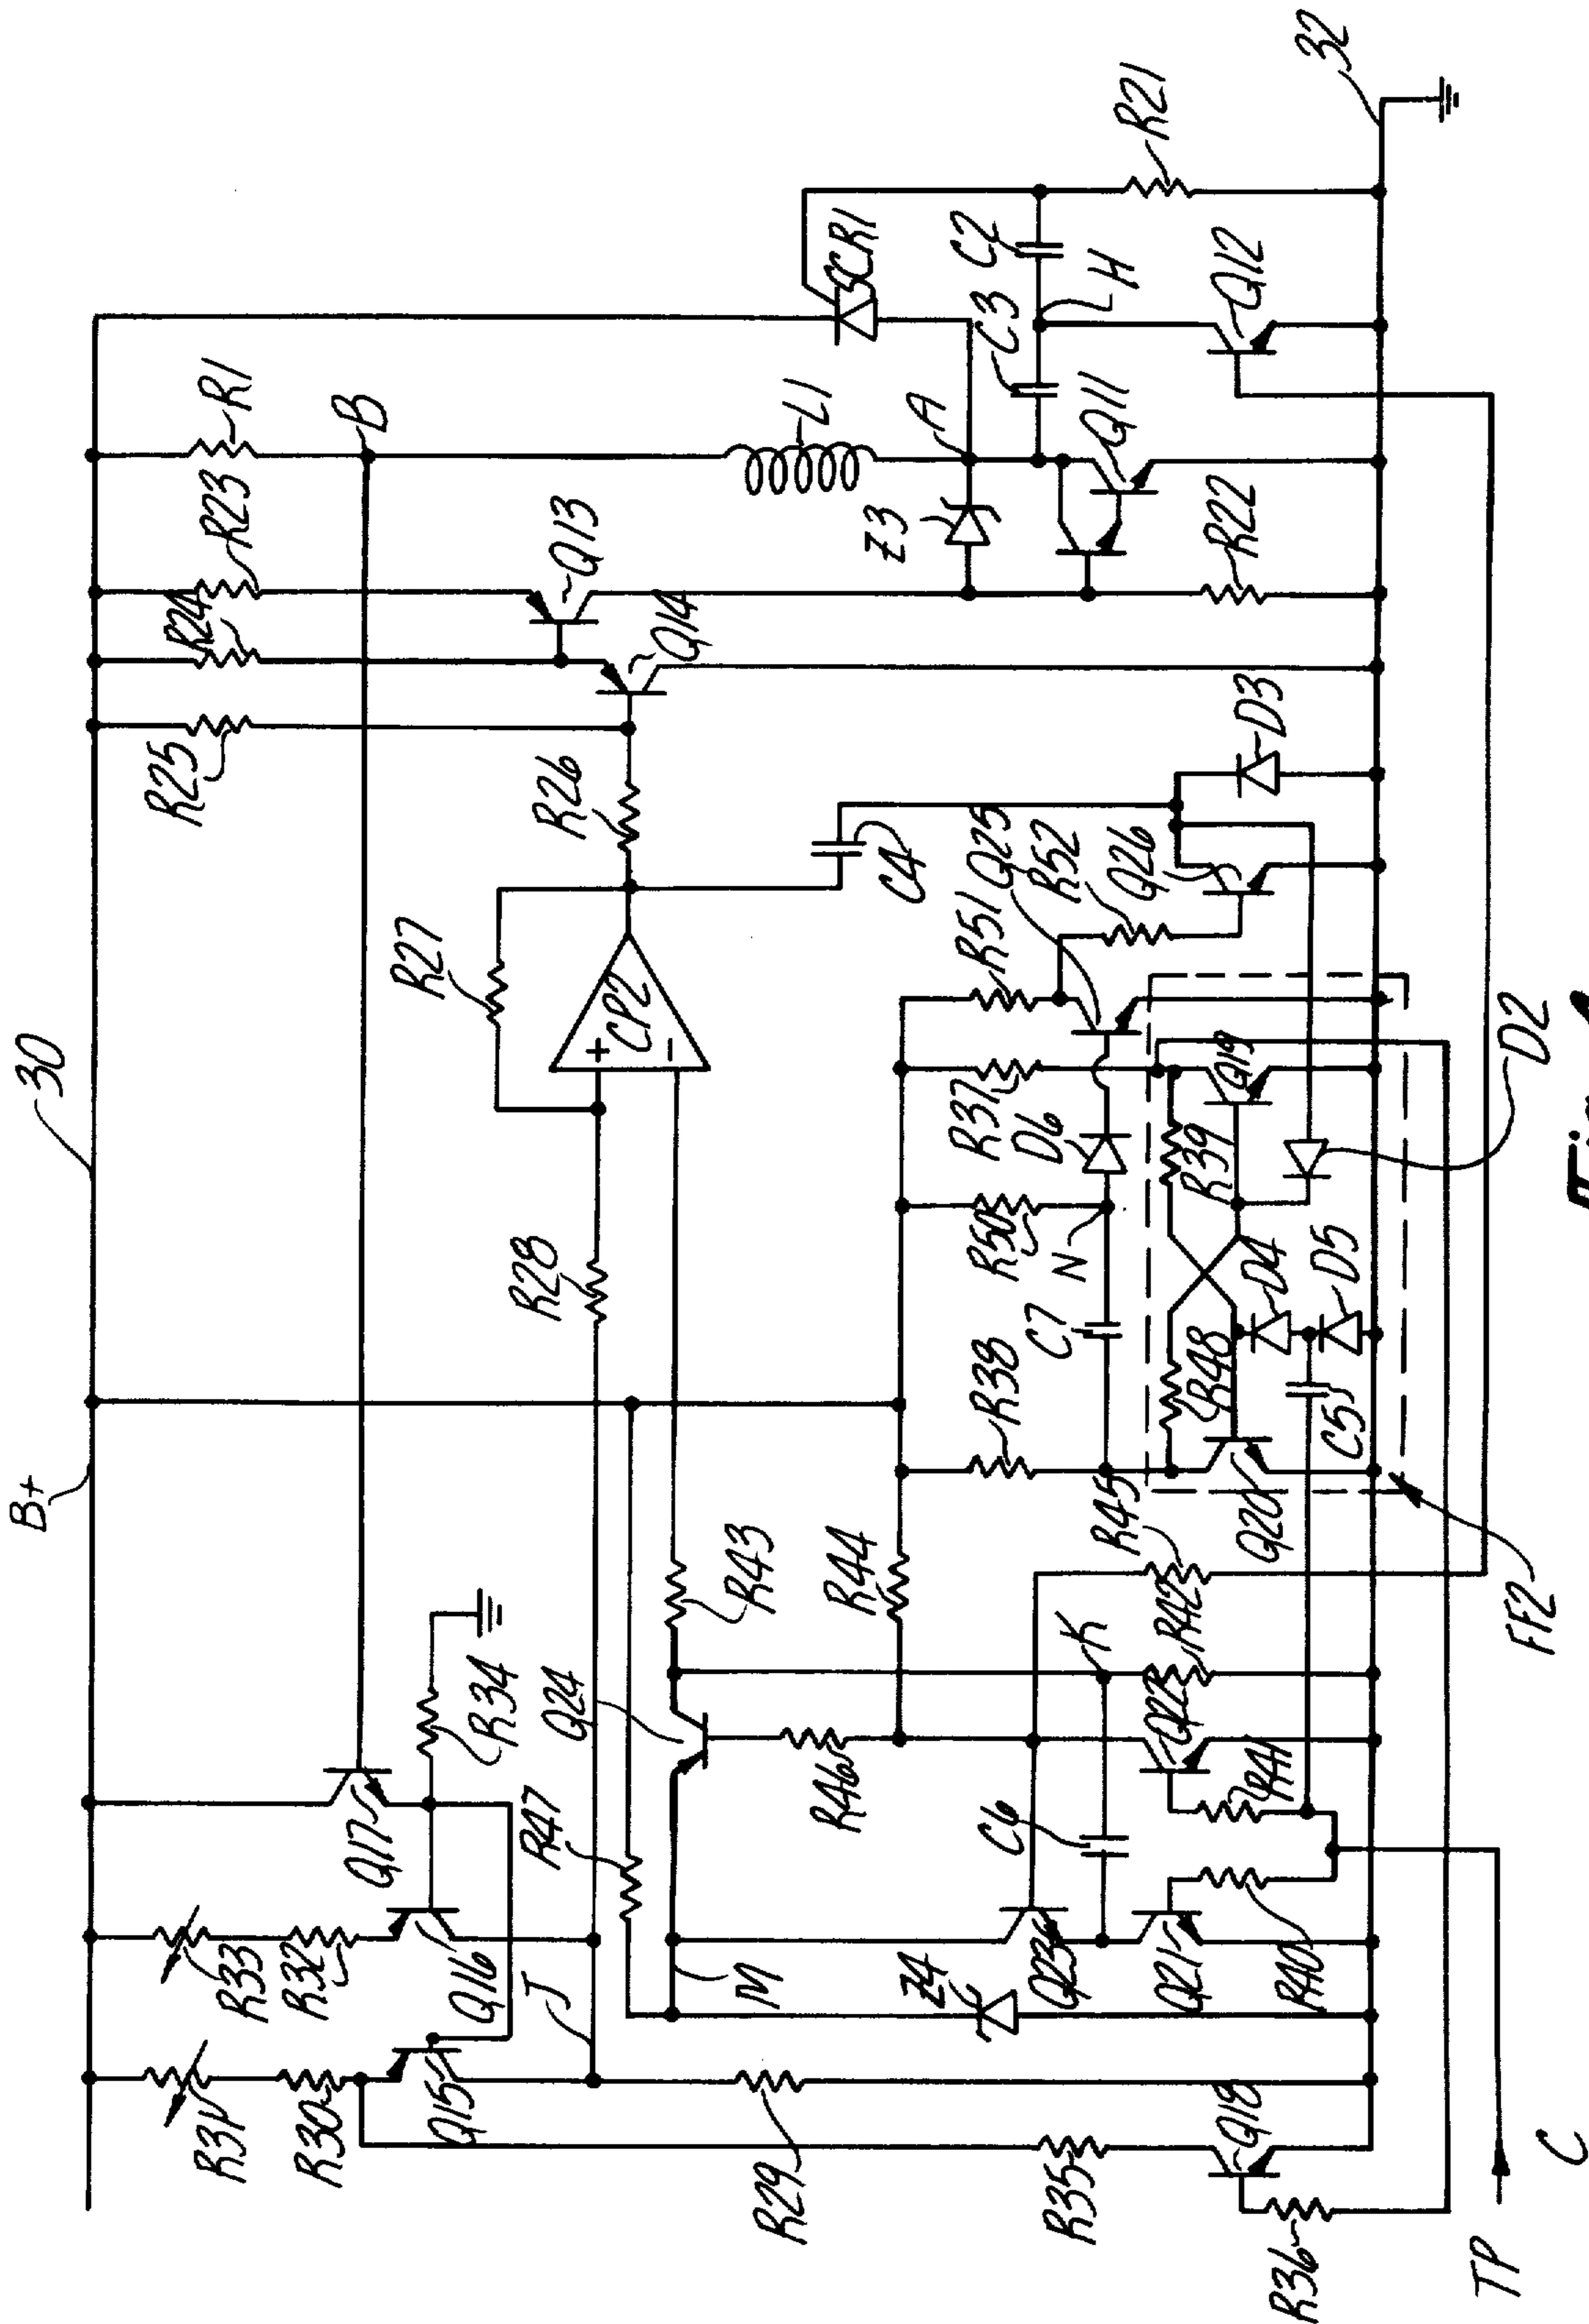 B+
30
R31
R33
R30
R32
Q15
Q16
Q17
R34
J
R47
Q24
R43
R28
R27
R26
CP2
+
−
R25
R24
R23
R1
B
Q13
Q14
L1
Z3
A
SCR1
C3
C2
H
Q11
Q12
R22
R21
32
M
Z4
R29
R46
R44
C6
K
Q23
Q21
Q22
R42
R45
R40
R41
R35
Q18
R36
R38
C7
N
R50
D6
R37
R51
Q25
R52
Q26
C4
D3
R48
R39
Q19
Q20
D4
D5
C5
FF2
D2
TP
C